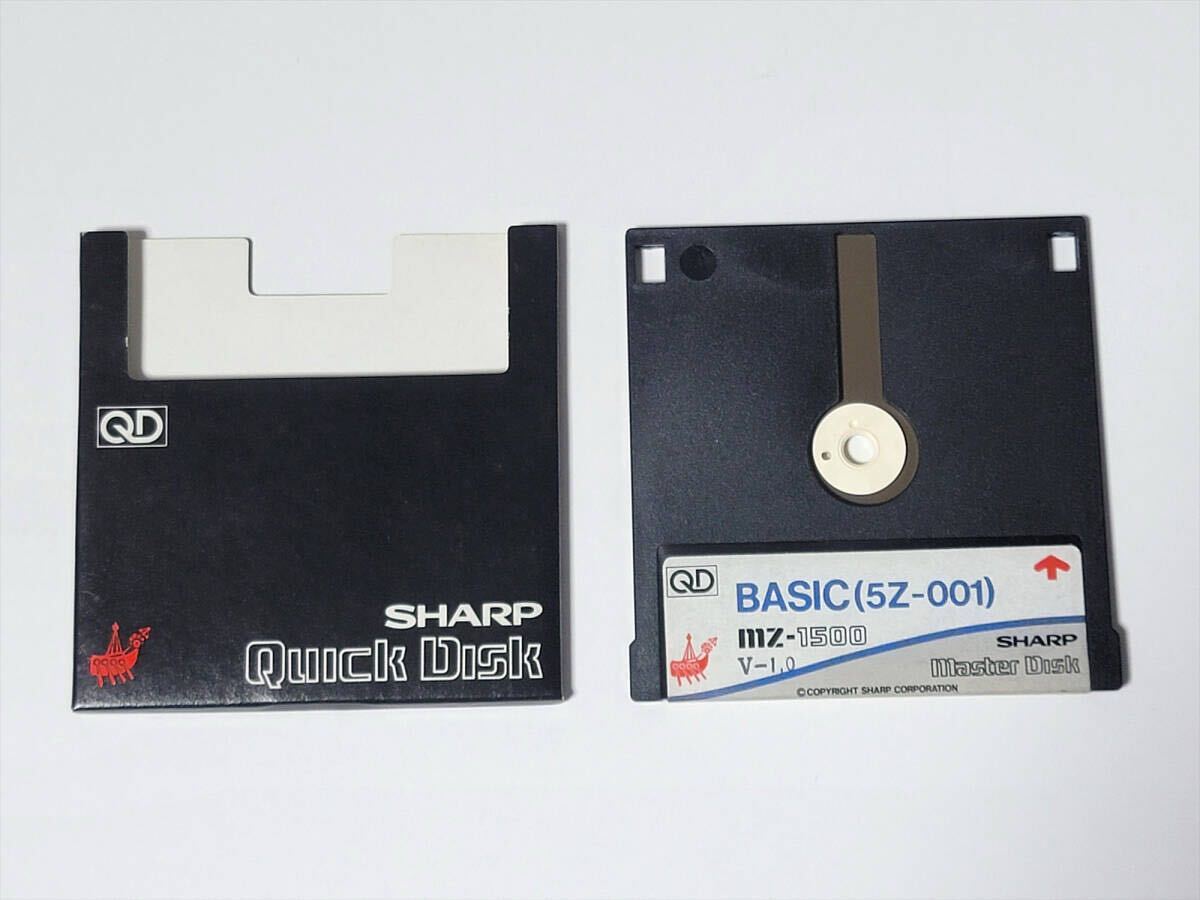 QD
SHARP
Quick Disk
QD
BASIC(5Z-001)
MZ-1500
V-1.0
SHARP
Master Disk
© COPYRIGHT SHARP CORPORATION